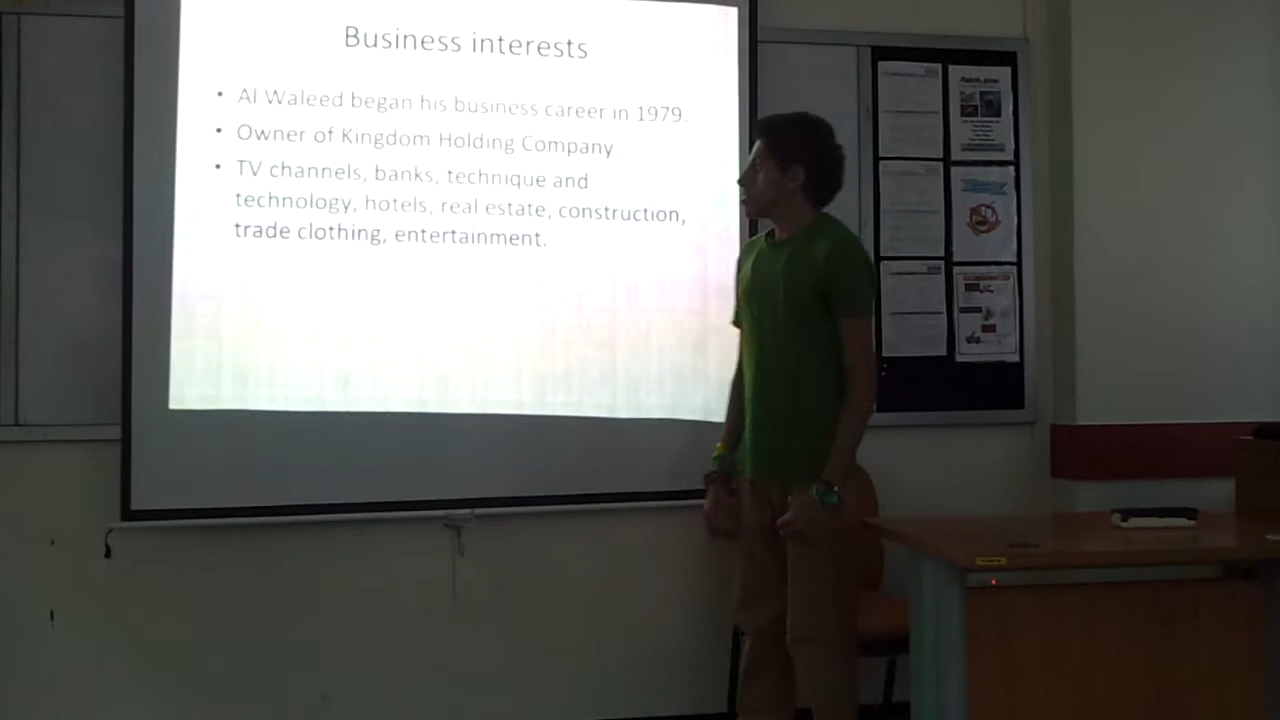 Business interests
• Al Waleed began his business career in 1979.
• Owner of Kingdom Holding Company .
• TV channels, banks, technique and
technology, hotels, real estate, construction,
trade clothing, entertainment.